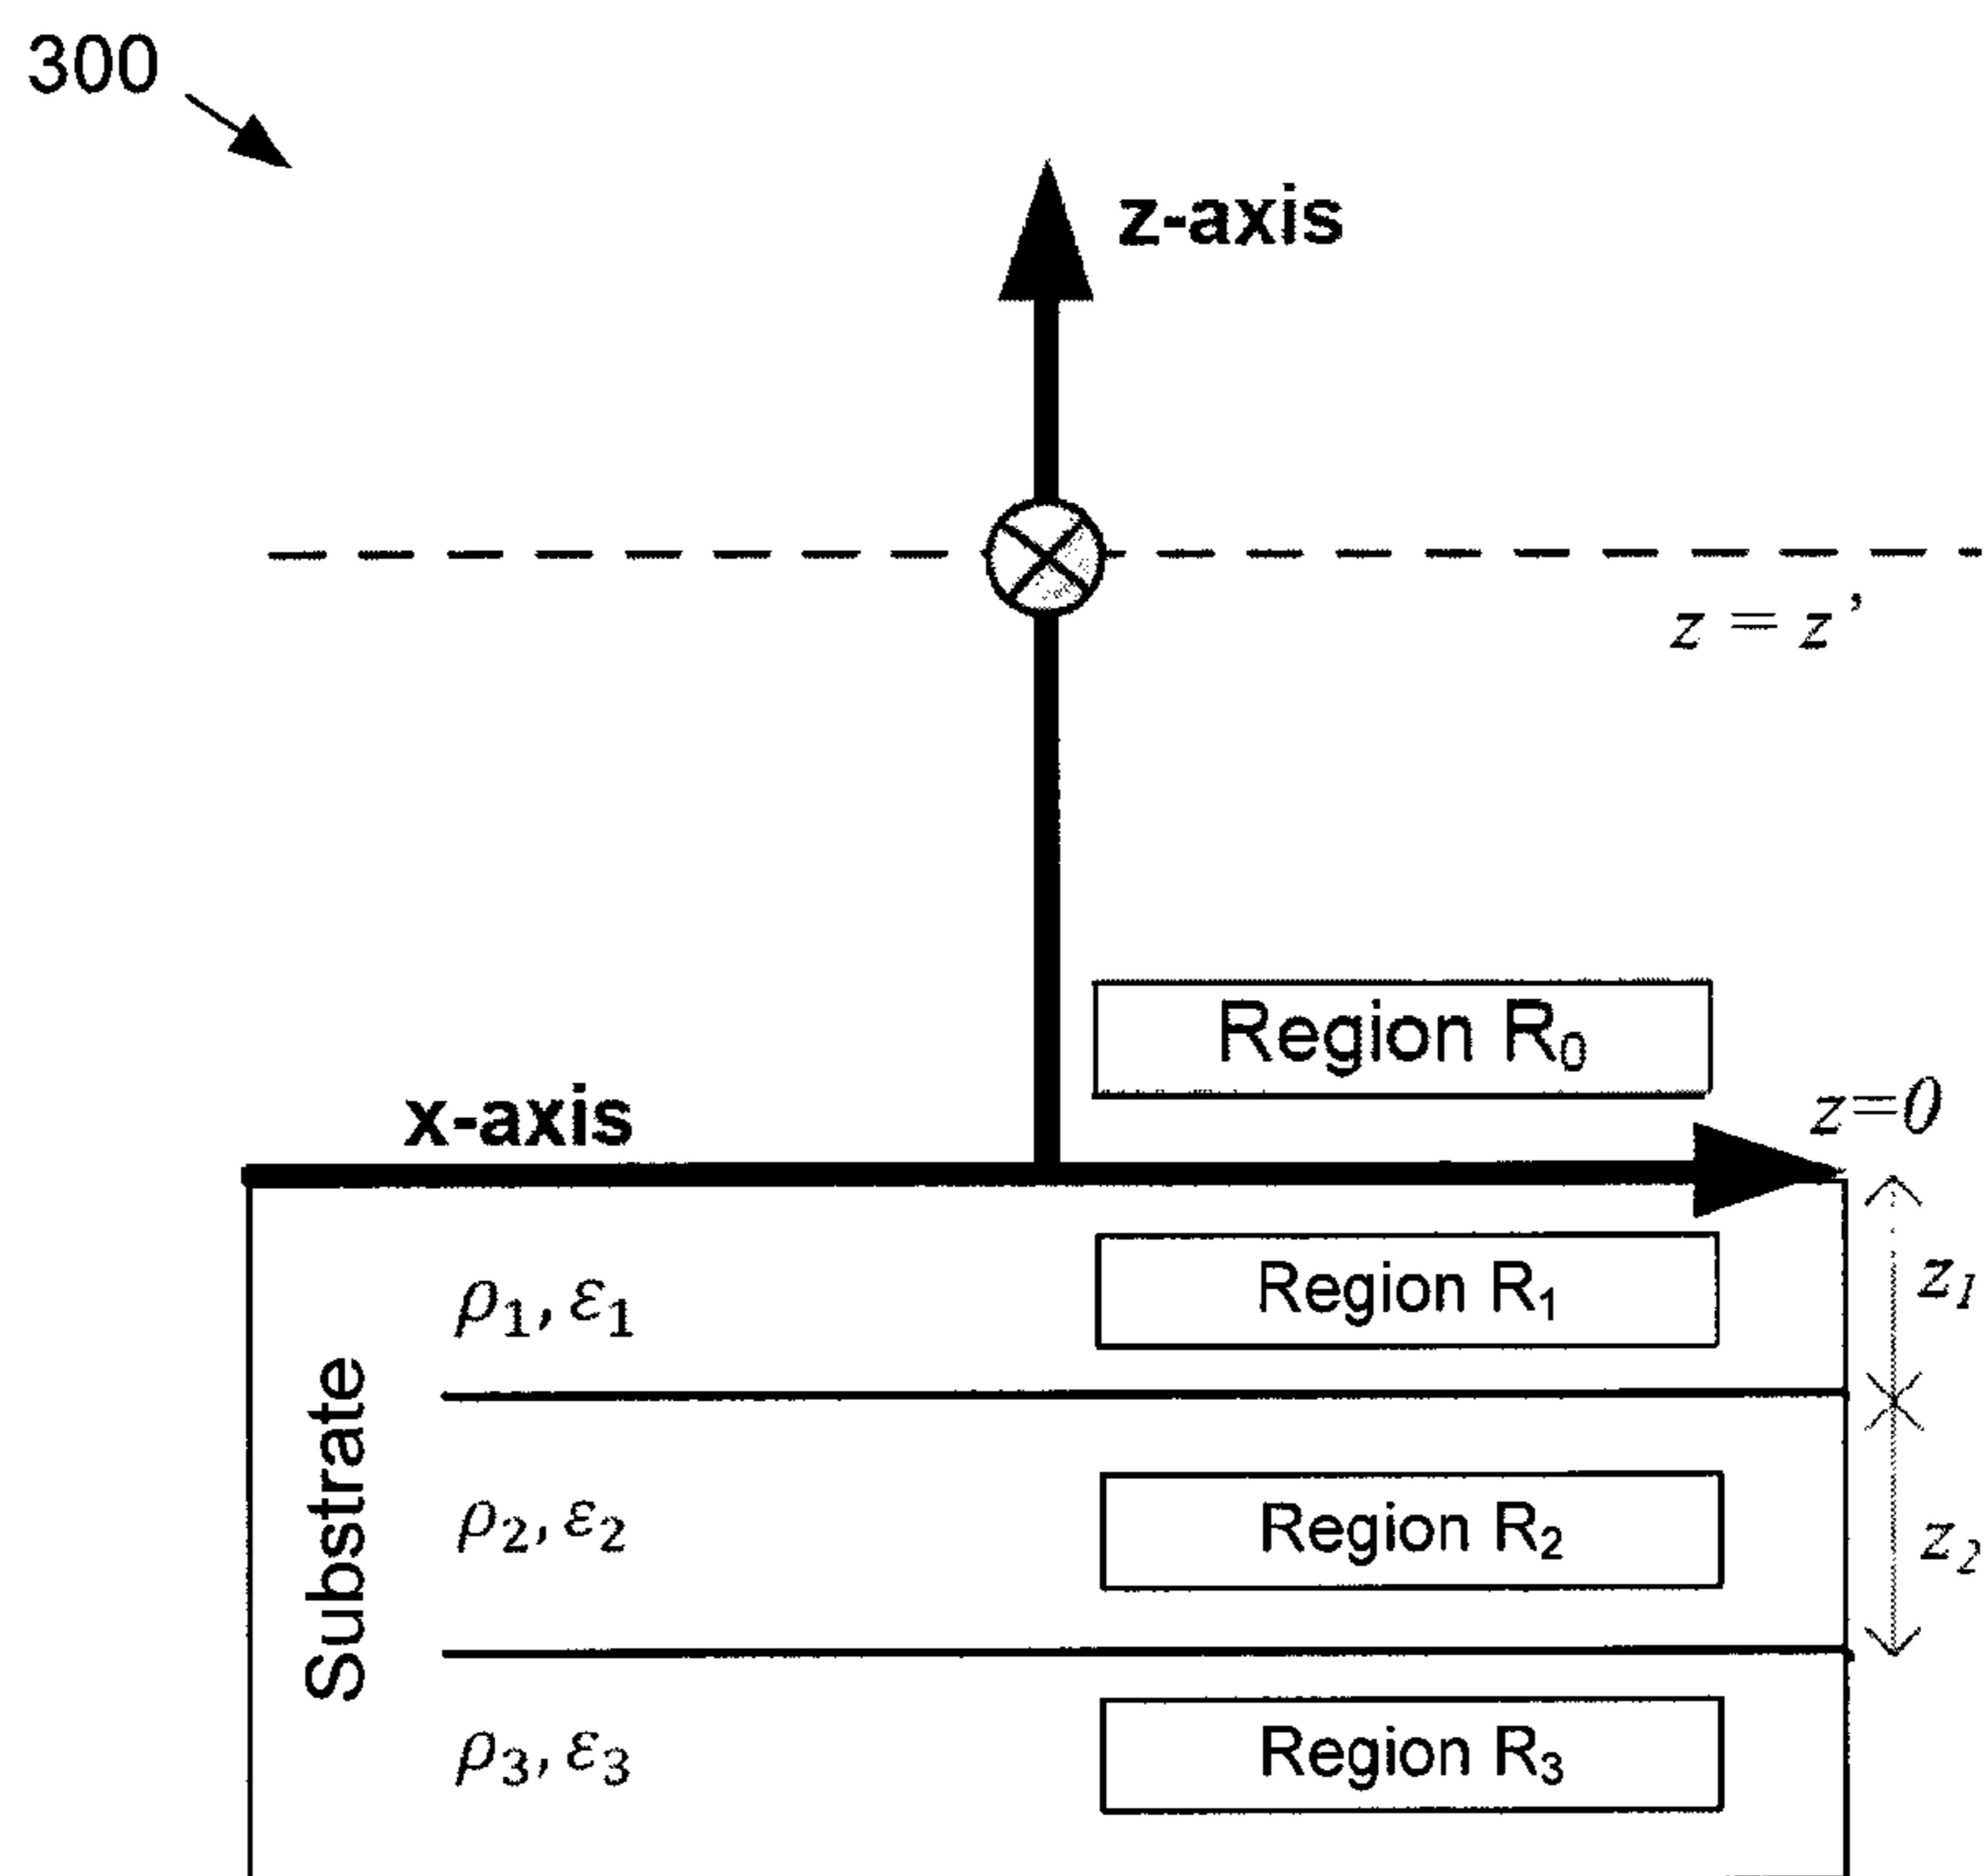 300
z-axis
z = z’
Region R₀
x-axis
z=0
ρ₁, ε₁
Region R₁
z₁
Substrate
ρ₂, ε₂
Region R₂
z₂
ρ₃, ε₃
Region R₃